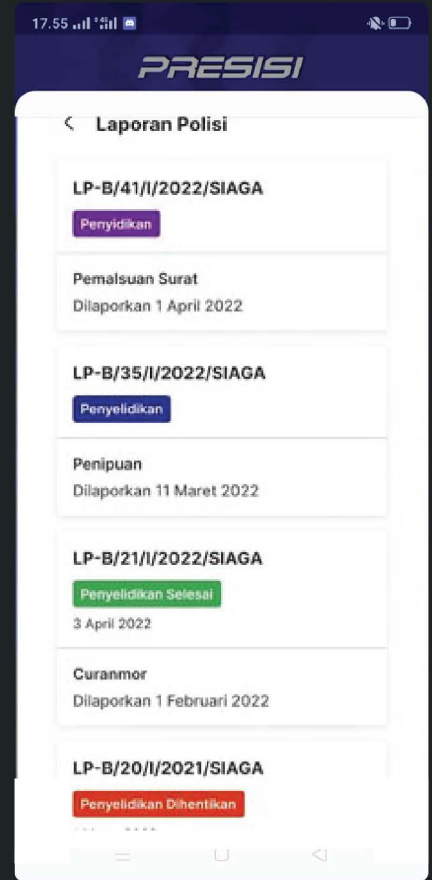 17.55
PRESISI
Laporan Polisi
LP-B/41/I/2022/SIAGA
Penyidikan
Pemalsuan Surat
Dilaporkan 1 April 2022
LP-B/35/I/2022/SIAGA
Penyelidikan
Penipuan
Dilaporkan 11 Maret 2022
LP-B/21/I/2022/SIAGA
Penyelidikan Selesai
3 April 2022
Curanmor
Dilaporkan 1 Februari 2022
LP-B/20/I/2021/SIAGA
Penyelidikan Dihentikan